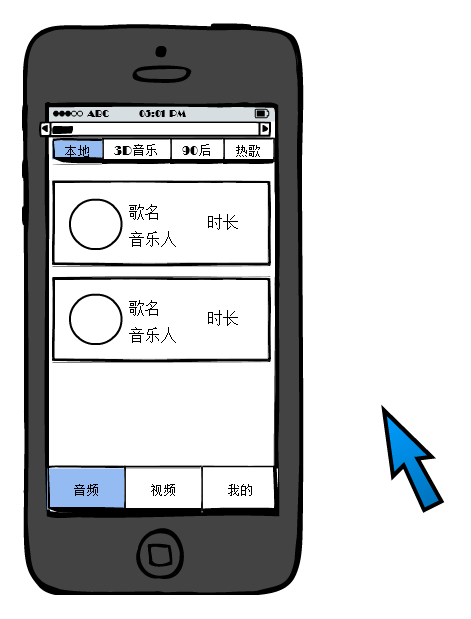 ABC 03:01 PM
本地 3D音乐 90后 热歌
歌名
音乐人
时长
歌名
音乐人
时长
音频 视频 我的